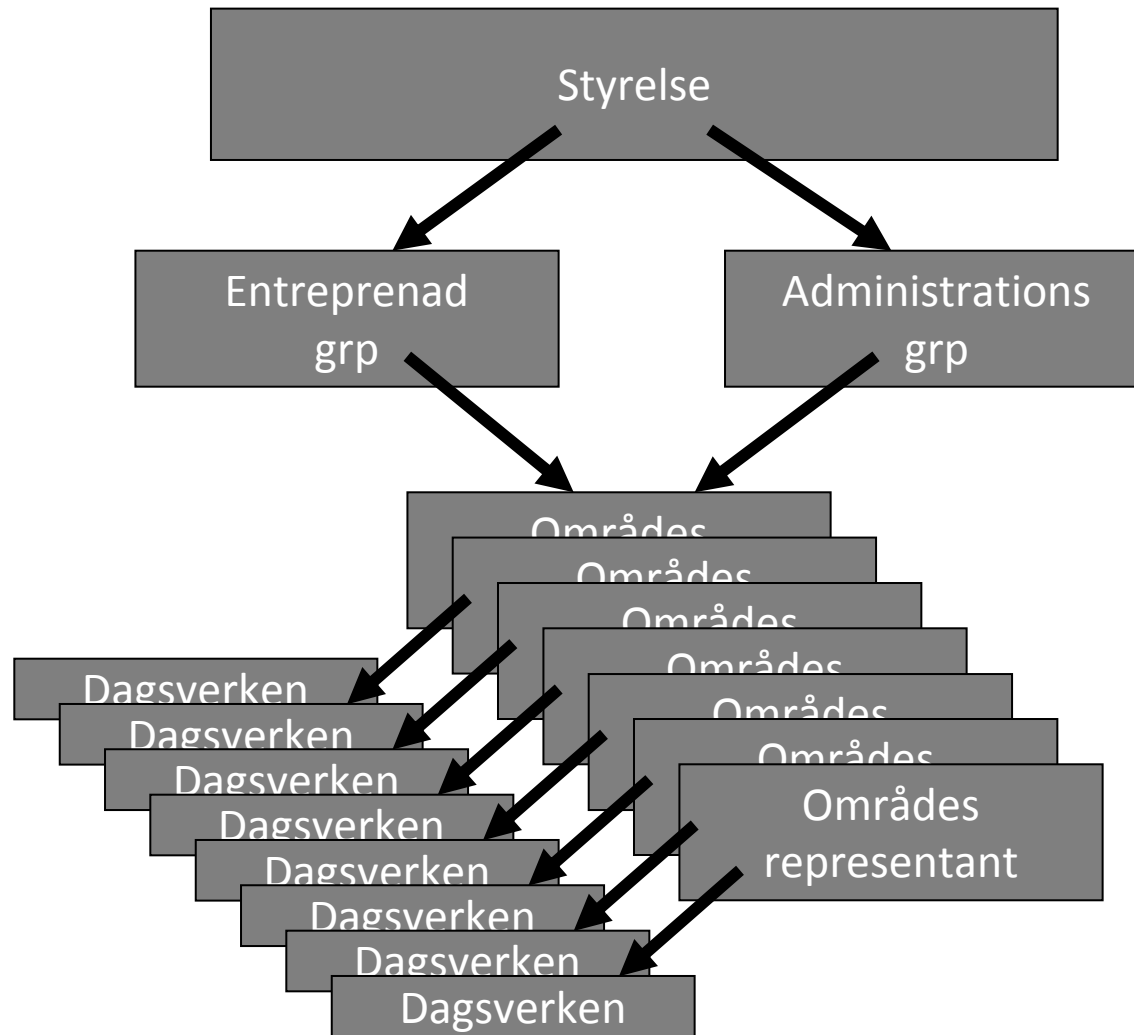 Styrelse
Entreprenad
grp
Administrations
grp
Områdes
Områdes
Områdes
Områdes
Områdes
Områdes
Områdes
representant
Dagsverken
Dagsverken
Dagsverken
Dagsverken
Dagsverken
Dagsverken
Dagsverken
Dagsverken